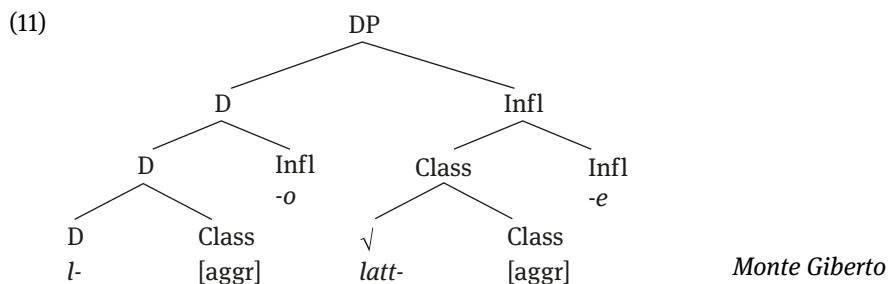 (11) DP
D Infl
D Infl Class Infl
-o -e
D Class √ Class
l- [aggr] latt- [aggr] Monte Giberto